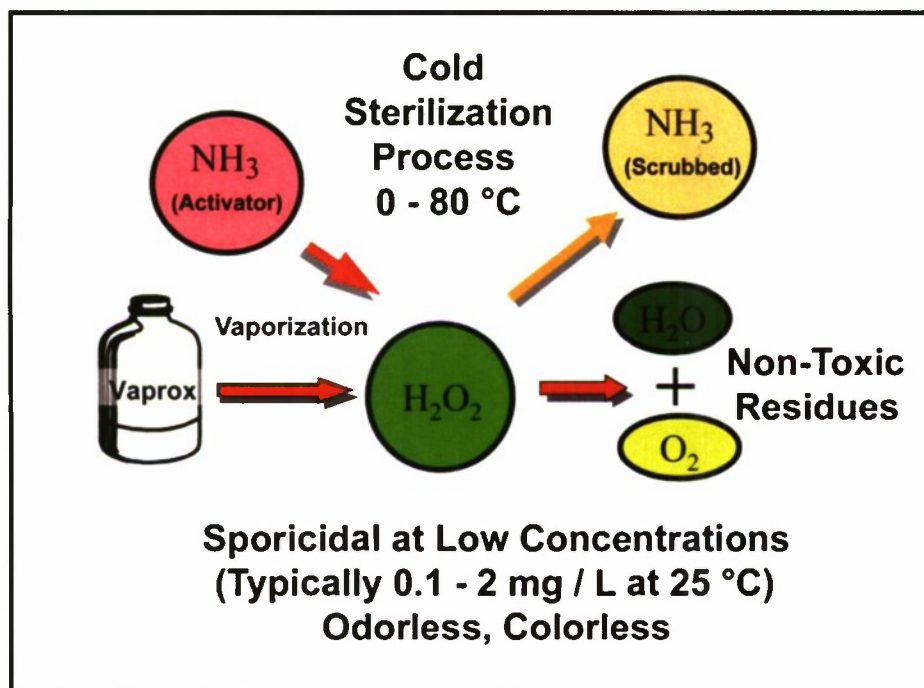 Cold
Sterilization
Process
0 - 80 °C
NH₃
(Activator)
NH₃
(Scrubbed)
Vaporization
Vaprox
H₂O₂
H₂O
+
O₂
Non-Toxic
Residues
Sporicidal at Low Concentrations
(Typically 0.1 - 2 mg / L at 25 °C)
Odorless, Colorless